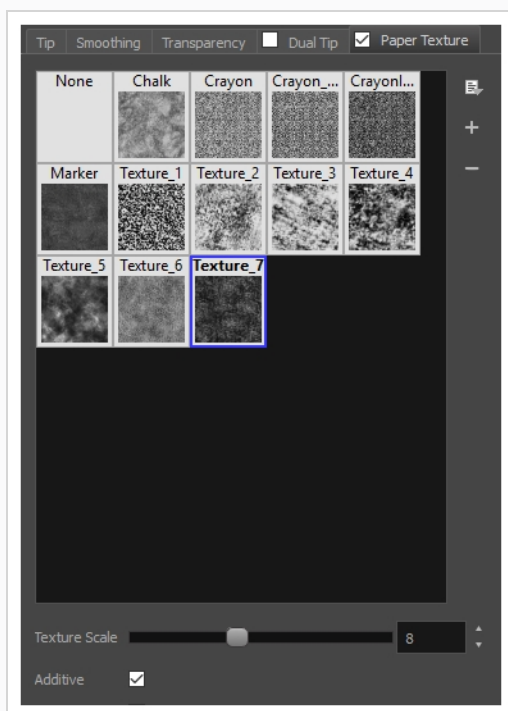 Tip Smoothing Transparency Dual Tip Paper Texture
None Chalk Crayon Crayon_... CrayonI...
Marker Texture_1 Texture_2 Texture_3 Texture_4
Texture_5 Texture_6 Texture_7
Texture Scale 8
Additive